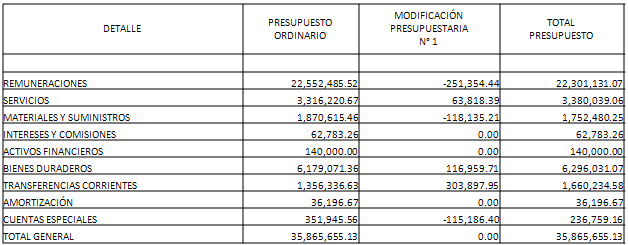 DETALLE PRESUPUESTO ORDINARIO MODIFICACIÓN PRESUPUESTARIA N° 1 TOTAL PRESUPUESTO
REMUNERACIONES 22,552,485.52 -251,354.44 22,301,131.07
SERVICIOS 3,316,220.67 63,818.39 3,380,039.06
MATERIALES Y SUMINISTROS 1,870,615.46 -118,135.21 1,752,480.25
INTERESES Y COMISIONES 62,783.26 0.00 62,783.26
ACTIVOS FINANCIEROS 140,000.00 0.00 140,000.00
BIENES DURADEROS 6,179,071.36 116,959.71 6,296,031.07
TRANSFERENCIAS CORRIENTES 1,356,336.63 303,897.95 1,660,234.58
AMORTIZACIÓN 36,196.67 0.00 36,196.67
CUENTAS ESPECIALES 351,945.56 -115,186.40 236,759.16
TOTAL GENERAL 35,865,655.13 0.00 35,865,655.13